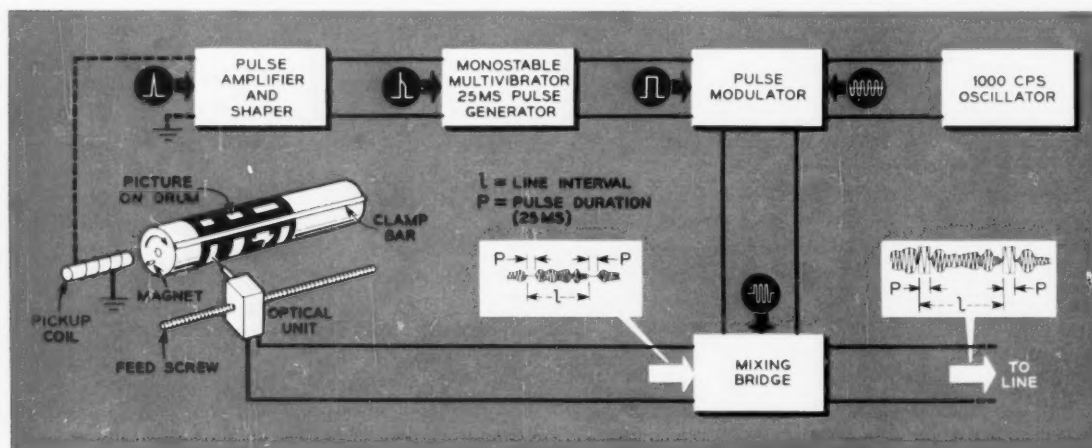 PULSE
AMPLIFIER
AND
SHAPER
MONOSTABLE
MULTIVIBRATOR
25MS PULSE
GENERATOR
PULSE
MODULATOR
1000 CPS
OSCILLATOR
PICTURE
ON DRUM
CLAMP
BAR
MAGNET
PICKUP
COIL
OPTICAL
UNIT
FEED SCREW
l = LINE INTERVAL
P = PULSE DURATION
(25MS)
P P
l
MIXING
BRIDGE
P P
l
TO
LINE